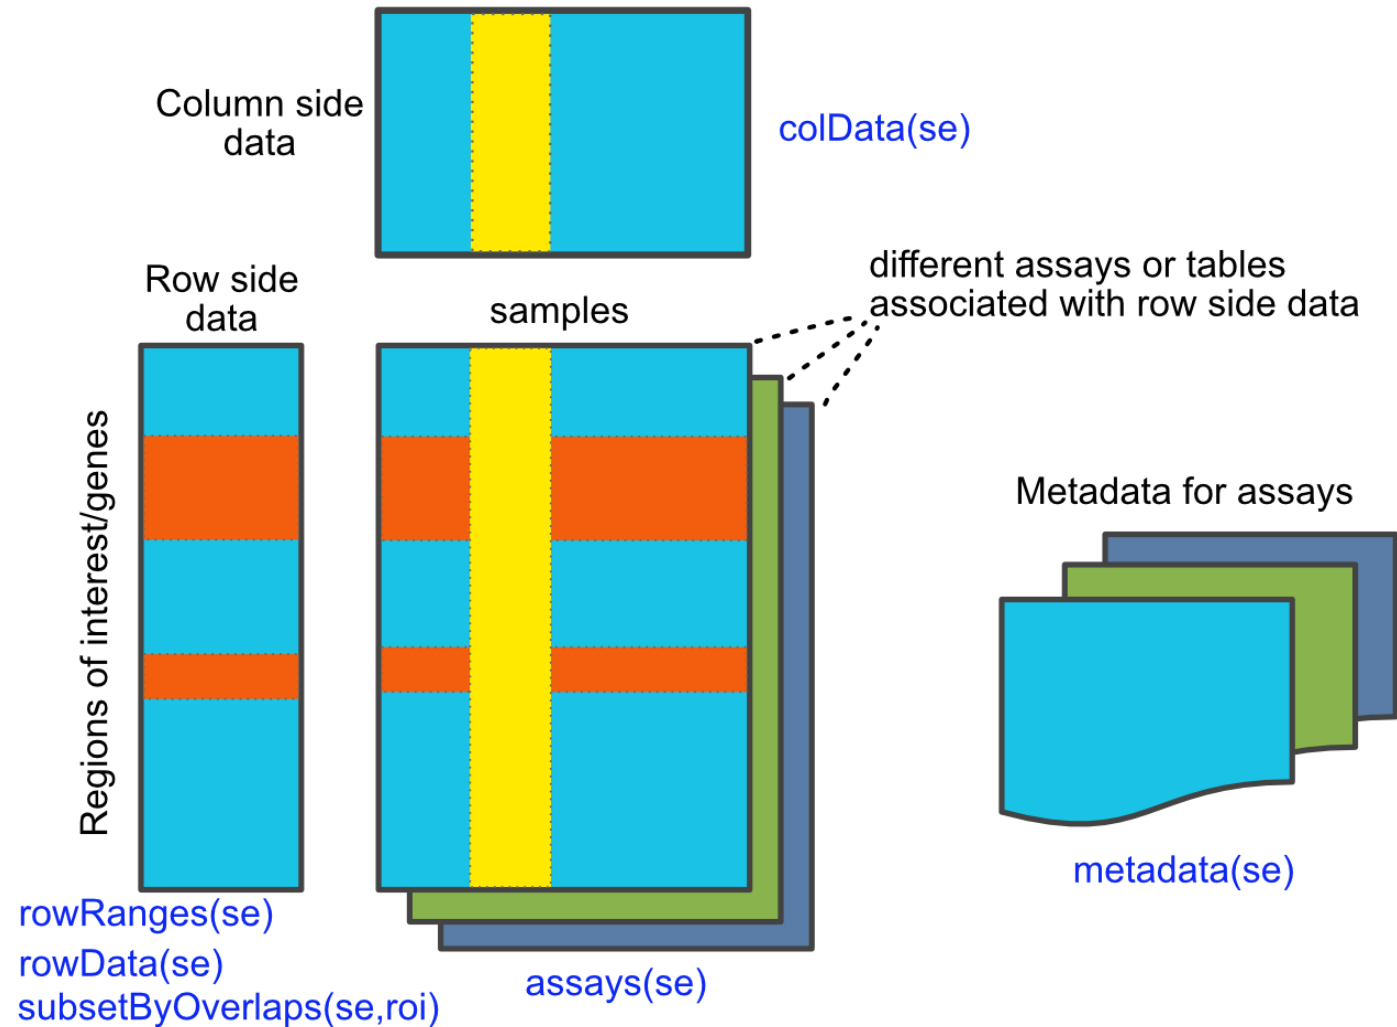 Column side
data
colData(se)
Row side
data
samples
different assays or tables
associated with row side data
Regions of interest/genes
Metadata for assays
metadata(se)
rowRanges(se)
rowData(se)
subsetByOverlaps(se,roi)
assays(se)